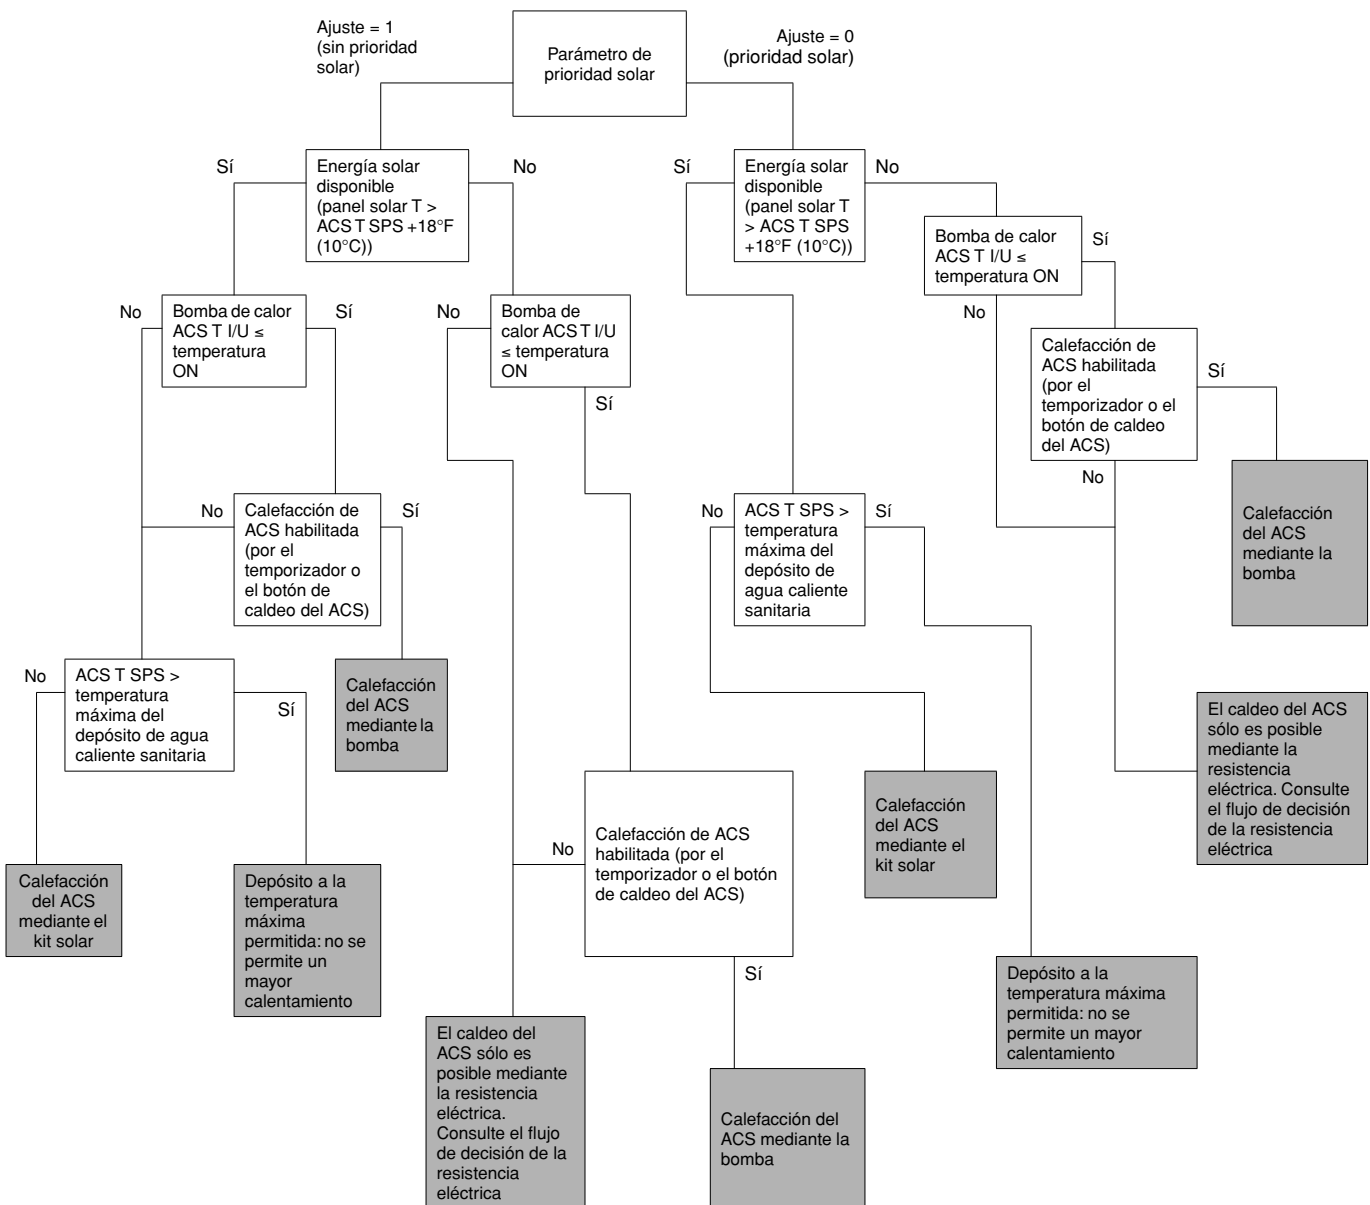 Ajuste = 1
(sin prioridad
solar)
Parámetro de
prioridad solar
Ajuste = 0
(prioridad solar)
Sí
Energía solar
disponible
(panel solar T >
ACS T SPS +18°F
(10°C))
No
Sí
Energía solar
disponible
(panel solar T
> ACS T SPS
+18°F (10°C))
No
Bomba de calor
ACS T I/U ≤
temperatura ON
Sí
No
No
Bomba de calor
ACS T I/U ≤
temperatura
ON
Sí
No
Bomba de
calor ACS T I/U
≤ temperatura
ON
Sí
Calefacción de
ACS habilitada
(por el
temporizador o el
botón de caldeo
del ACS)
Sí
No
No
Calefacción de
ACS habilitada
(por el
temporizador o
el botón de
caldeo del ACS)
Sí
No
ACS T SPS >
temperatura
máxima del
depósito de
agua caliente
sanitaria
Sí
Calefacción
del ACS
mediante la
bomba
No
ACS T SPS >
temperatura
máxima del
depósito de agua
caliente sanitaria
Sí
Calefacción
del ACS
mediante la
bomba
El caldeo del ACS
sólo es posible
mediante la
resistencia
eléctrica. Consulte
el flujo de decisión
de la resistencia
eléctrica
No
Calefacción de ACS
habilitada (por el
temporizador o el botón
de caldeo del ACS)
Sí
Calefacción
del ACS
mediante el
kit solar
Calefacción
del ACS
mediante el
kit solar
Depósito a la
temperatura
máxima
permitida: no se
permite un
mayor
calentamiento
Depósito a la
temperatura máxima
permitida: no se
permite un mayor
calentamiento
El caldeo del
ACS sólo es
posible mediante
la resistencia
eléctrica.
Consulte el flujo
de decisión de la
resistencia
eléctrica
Calefacción del
ACS mediante la
bomba